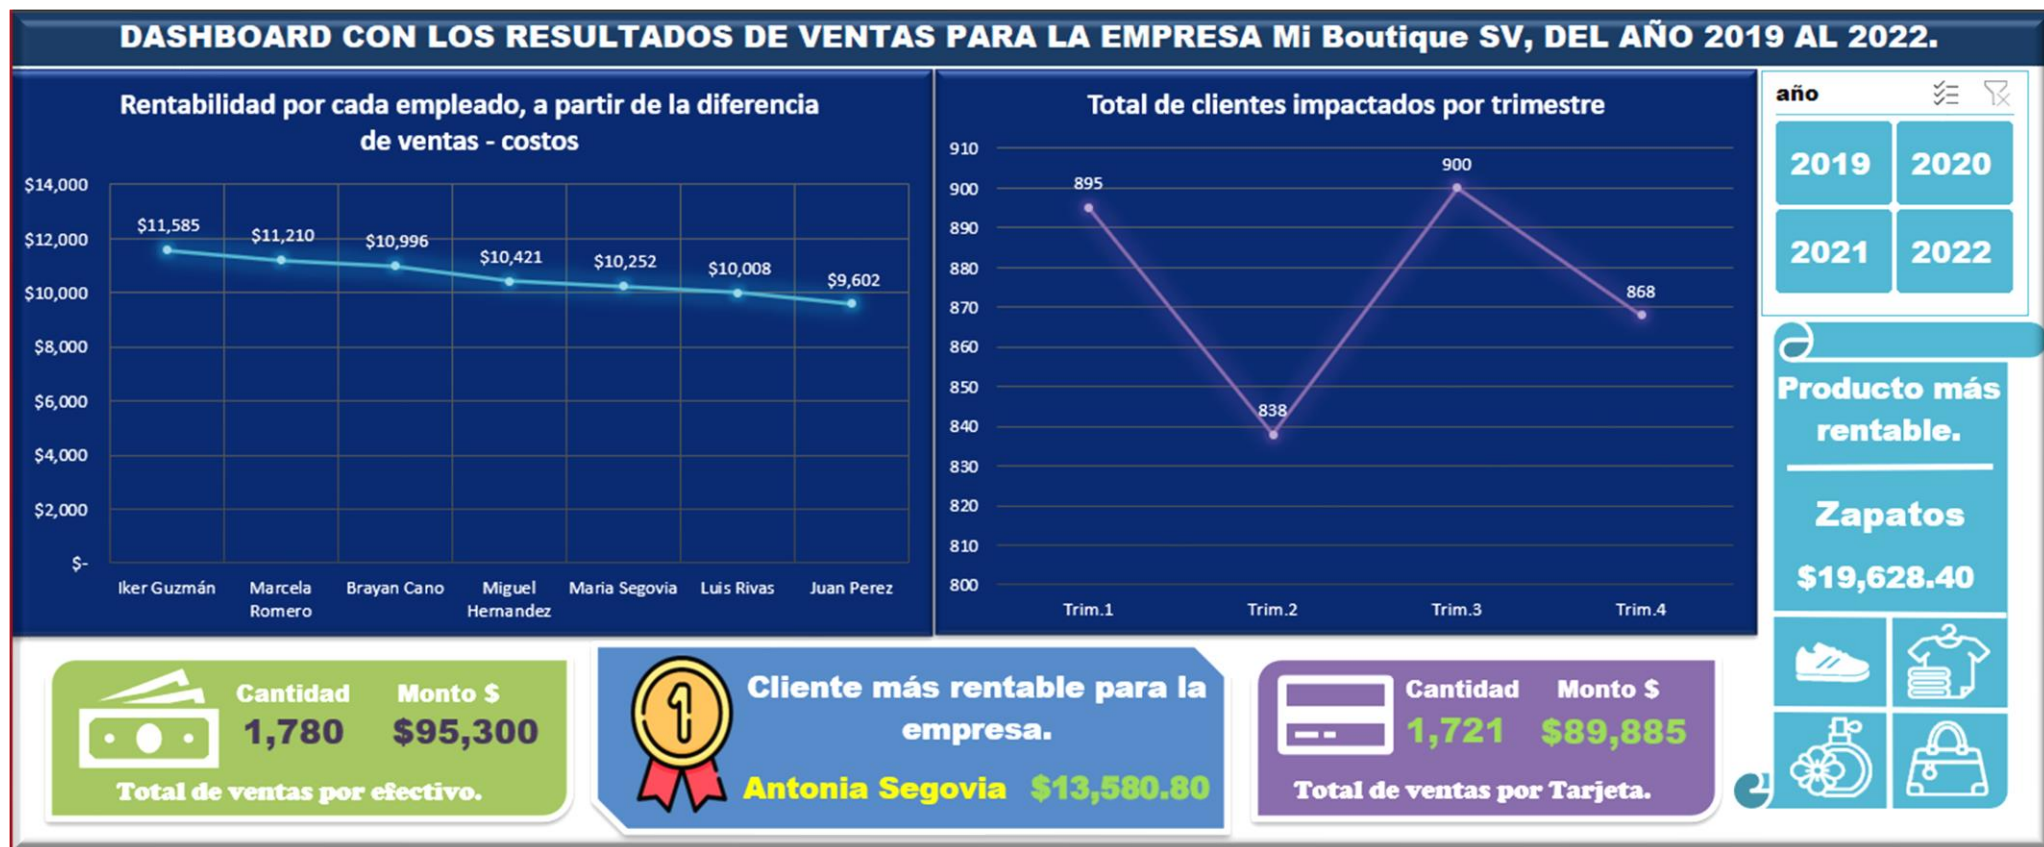 DASHBOARD CON LOS RESULTADOS DE VENTAS PARA LA EMPRESA Mi Boutique SV, DEL AÑO 2019 AL 2022.
Rentabilidad por cada empleado, a partir de la diferencia
de ventas - costos
$14,000
$12,000
$10,000
$8,000
$6,000
$4,000
$2,000
$-
$11,585
$11,210
$10,996
$10,421
$10,252
$10,008
$9,602
Iker Guzmán
Marcela
Romero
Brayan Cano
Miguel
Hernandez
Maria Segovia
Luis Rivas
Juan Perez
Total de clientes impactados por trimestre
910
900
890
880
870
860
850
840
830
820
810
800
895
838
900
868
Trim.1
Trim.2
Trim.3
Trim.4
año
2019
2020
2021
2022
Producto más
rentable.
Zapatos
$19,628.40
Cantidad
Monto $
1,780
$95,300
Total de ventas por efectivo.
1
Cliente más rentable para la
empresa.
Antonia Segovia $13,580.80
Cantidad
Monto $
1,721
$89,885
Total de ventas por Tarjeta.